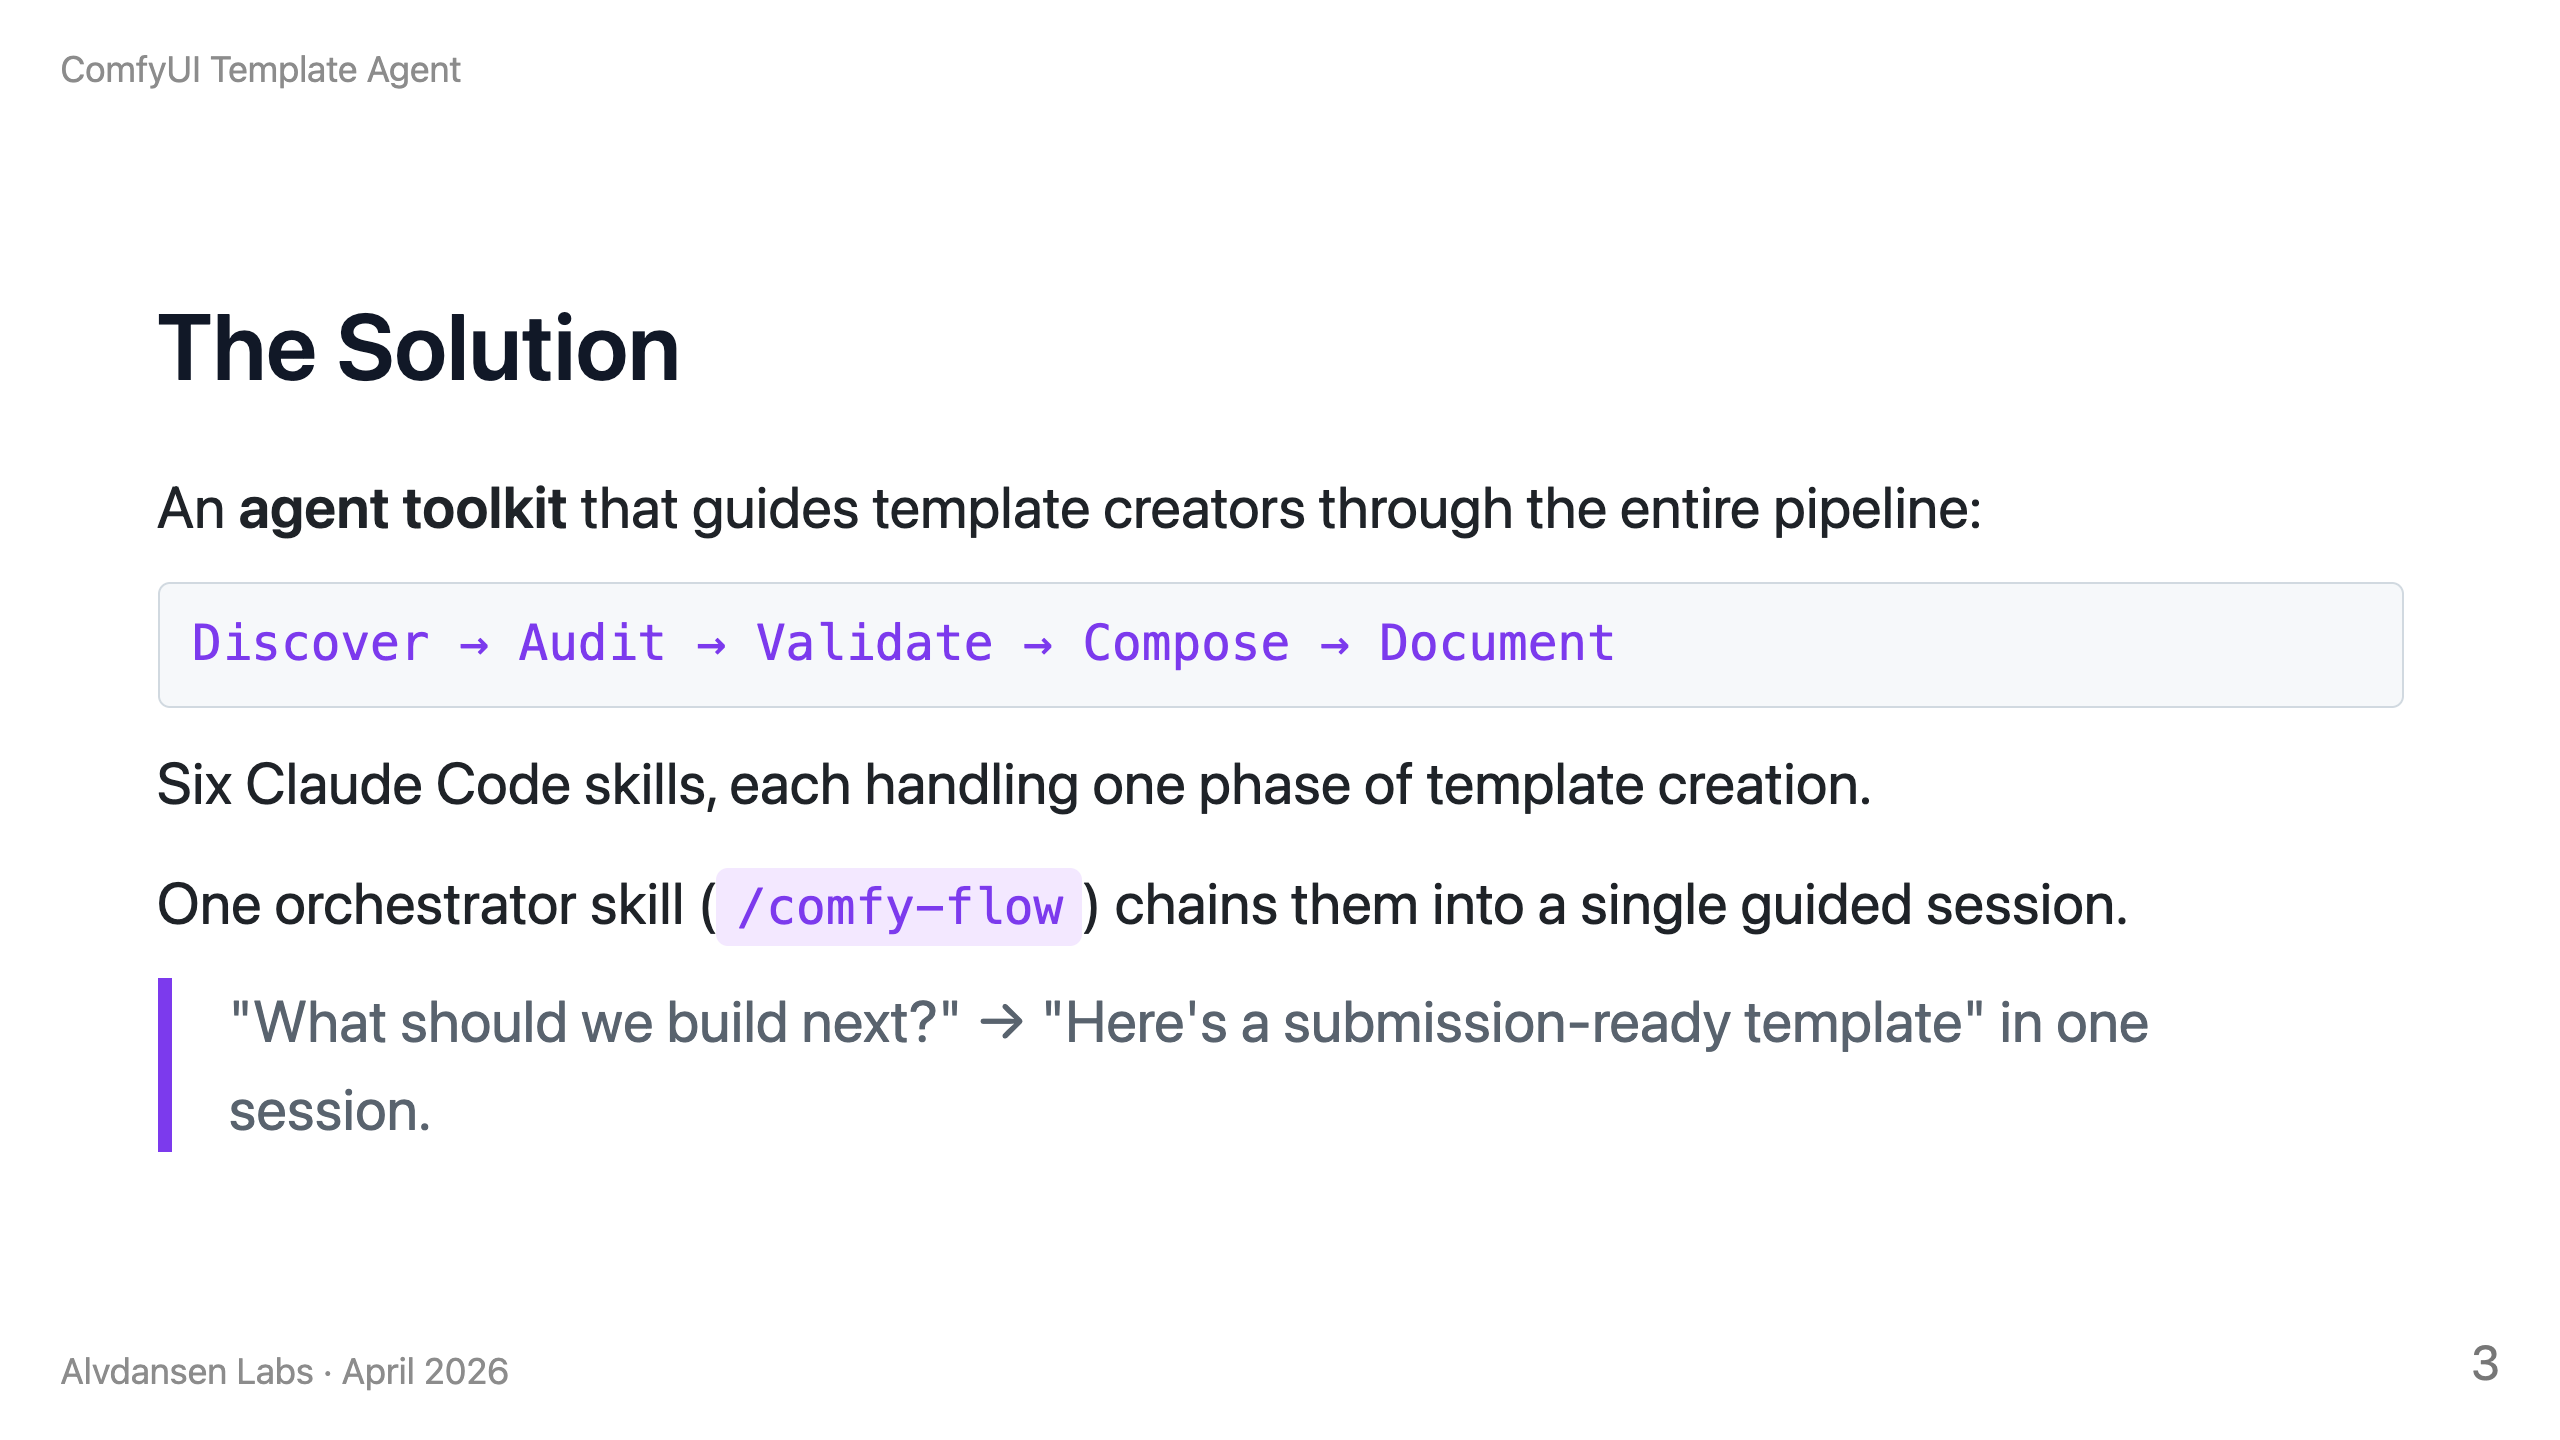 ComfyUI Template Agent
The Solution
An agent toolkit that guides template creators through the entire pipeline:
Discover → Audit → Validate → Compose → Document
Six Claude Code skills, each handling one phase of template creation.
One orchestrator skill (/comfy-flow) chains them into a single guided session.
"What should we build next?" → "Here's a submission-ready template" in one
session.
Alvdansen Labs · April 2026
3